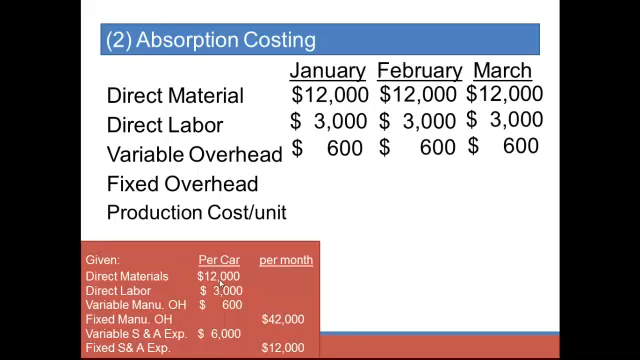 (2) Absorption Costing
January February March
Direct Material $12,000 $12,000 $12,000
Direct Labor $ 3,000 $ 3,000 $ 3,000
Variable Overhead $ 600 $ 600 $ 600
Fixed Overhead
Production Cost/unit
Given: Per Car per month
Direct Materials $12,000
Direct Labor $ 3,000
Variable Manu. OH $ 600
Fixed Manu. OH $42,000
Variable S & A Exp. $ 6,000
Fixed S& A Exp. $12,000